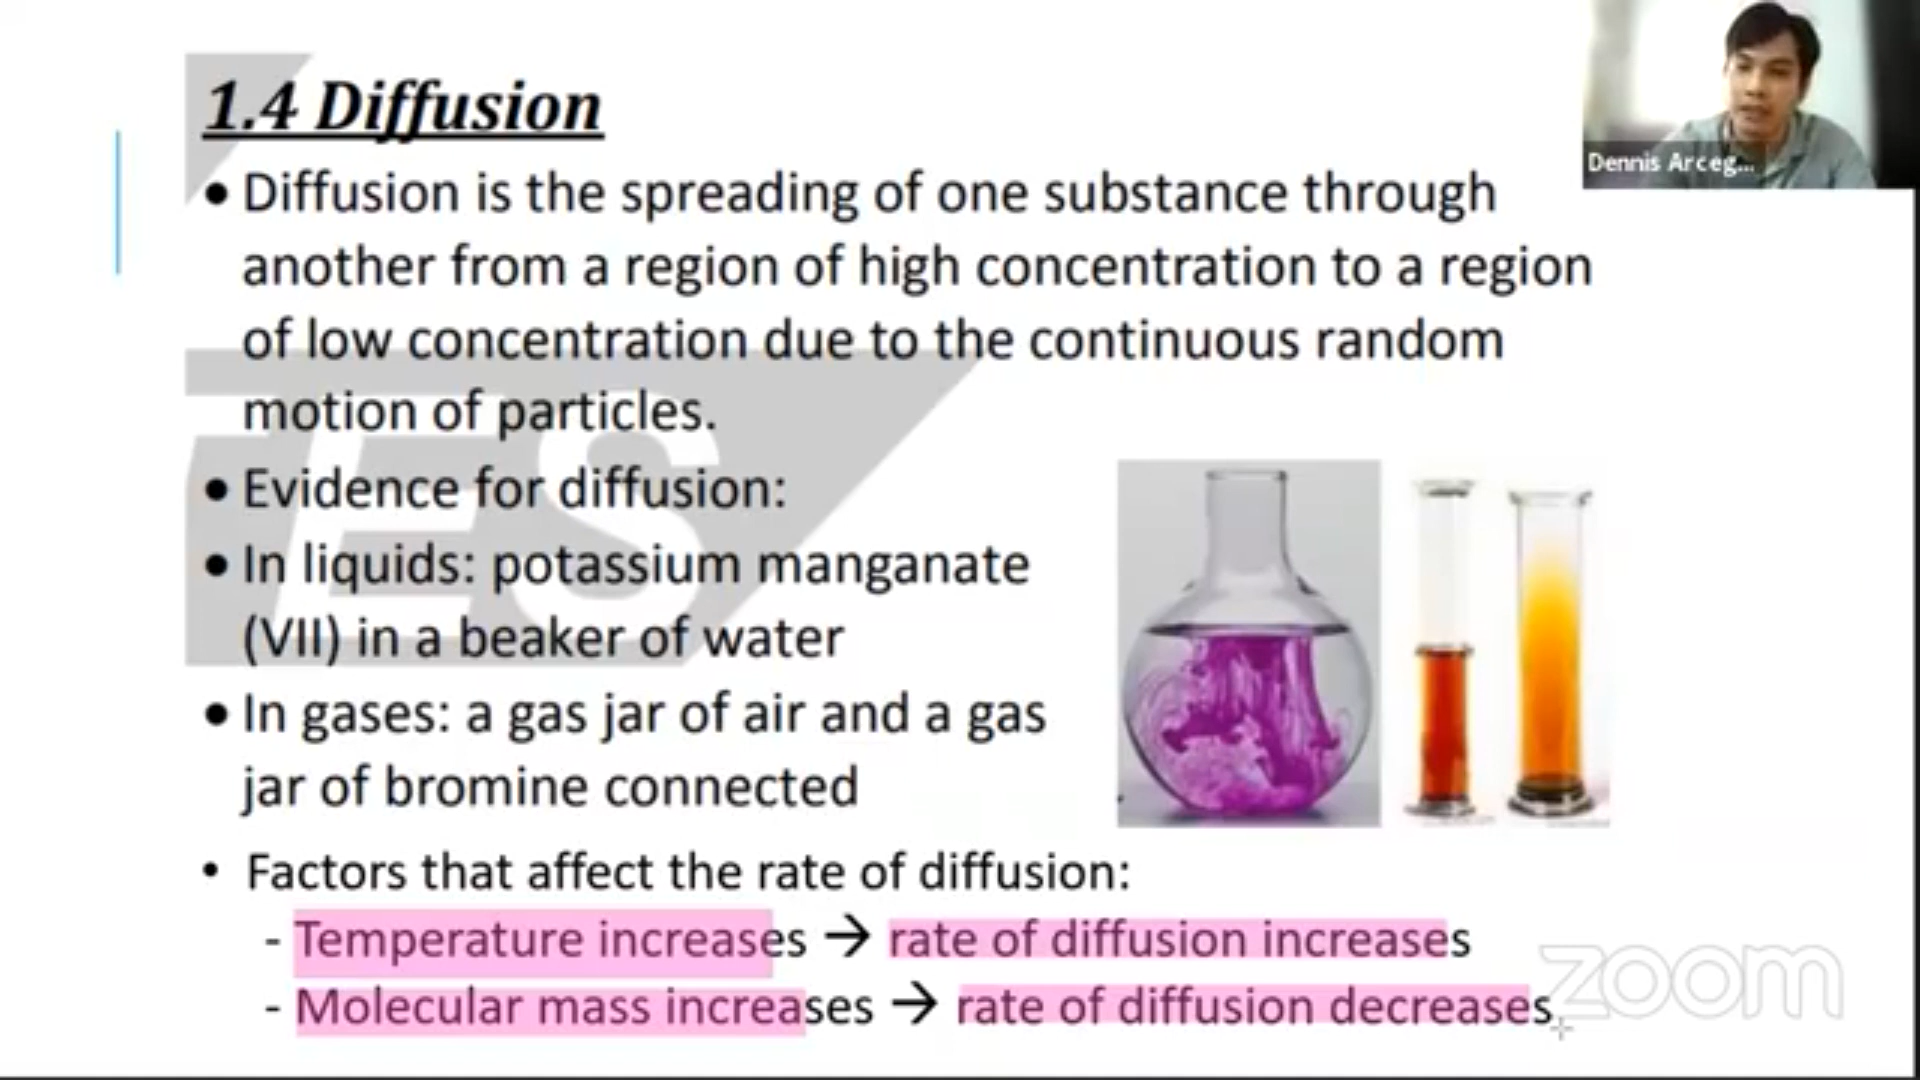 1.4 Diffusion
Dennis Arceg...
• Diffusion is the spreading of one substance through
another from a region of high concentration to a region
of low concentration due to the continuous random
motion of particles.
• Evidence for diffusion:
• In liquids: potassium manganate
(VII) in a beaker of water
• In gases: a gas jar of air and a gas
jar of bromine connected
• Factors that affect the rate of diffusion:
- Temperature increases → rate of diffusion increases
- Molecular mass increases → rate of diffusion decreases
zoom
TES